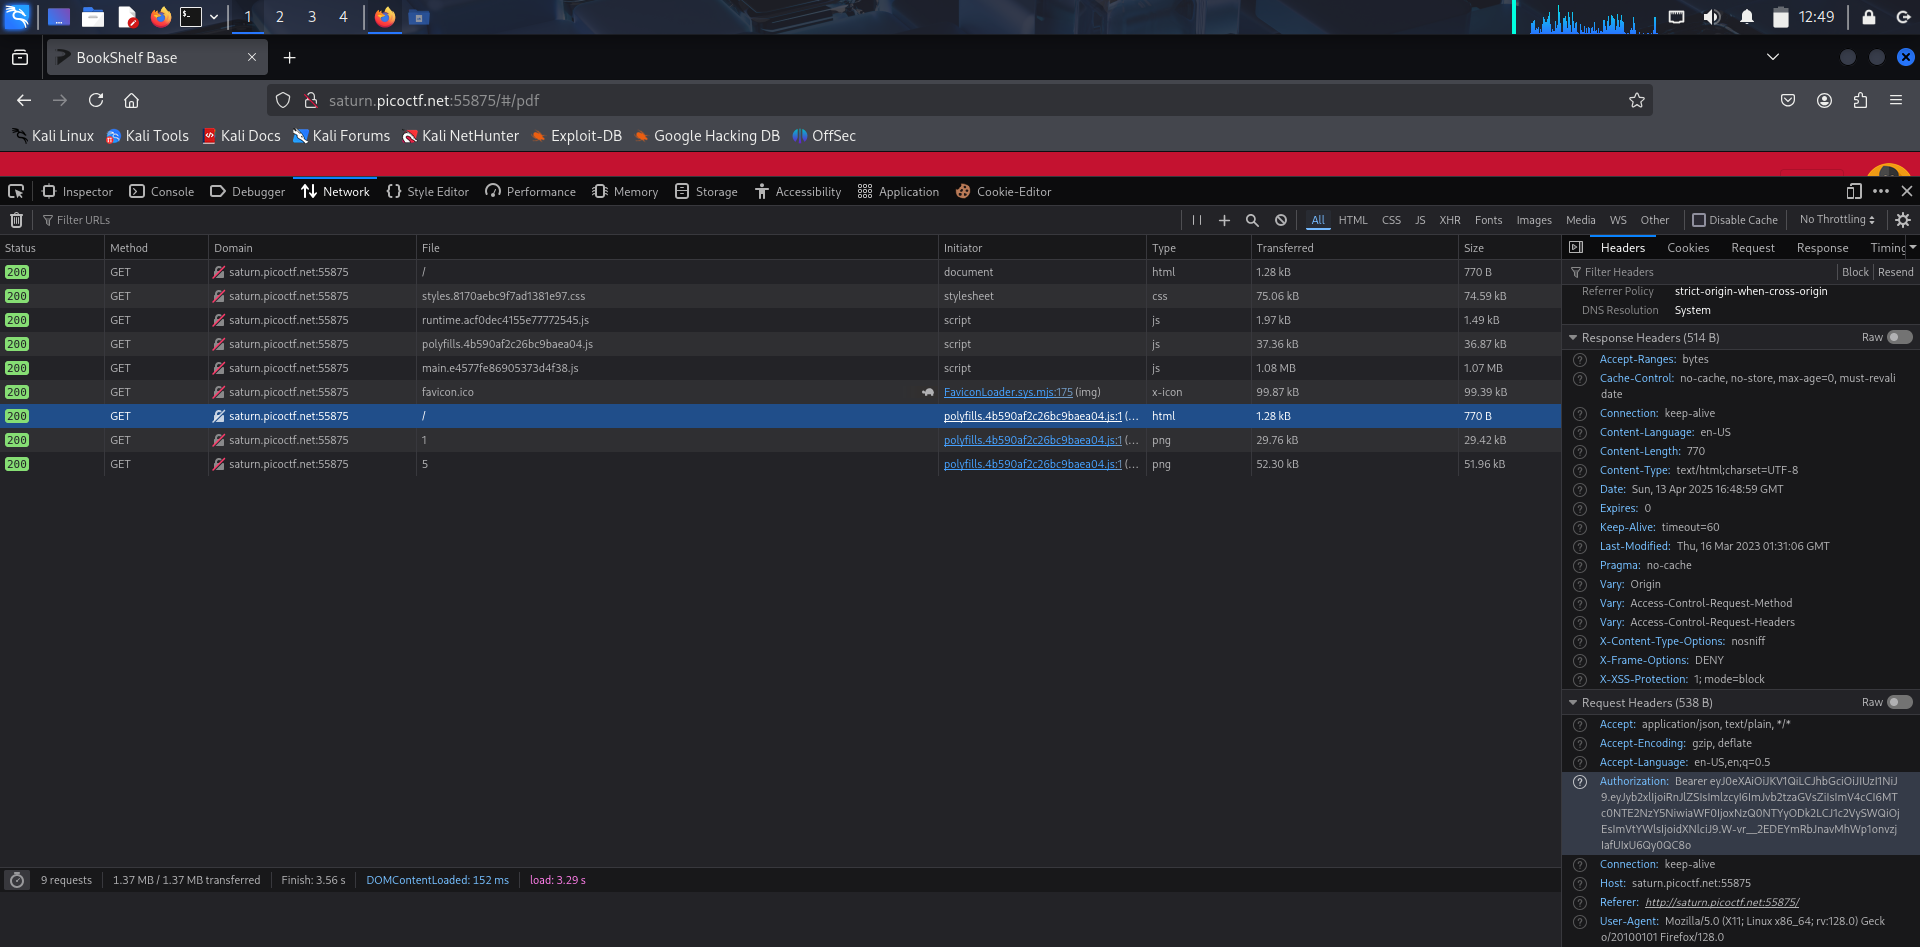 1 2 3 4 12:49
BookShelf Base
saturn.picoctf.net:55875/#/pdf
Kali Linux Kali Tools Kali Docs Kali Forums Kali NetHunter Exploit-DB Google Hacking DB OffSec
Inspector Console Debugger Network Style Editor Performance Memory Storage Accessibility Application Cookie-Editor
Filter URLs All HTML CSS JS XHR Fonts Images Media WS Other Disable Cache No Throttling
Status Method Domain File Initiator Type Transferred Size
200 GET saturn.picoctf.net:55875 / document html 1.28 kB 770 B
200 GET saturn.picoctf.net:55875 styles.8170aebc9f7ad1381e97.css stylesheet css 75.06 kB 74.59 kB
200 GET saturn.picoctf.net:55875 runtime.acf0dec4155e77772545.js script js 1.97 kB 1.49 kB
200 GET saturn.picoctf.net:55875 polyfills.4b590af2c26bc9baea04.js script js 37.36 kB 36.87 kB
200 GET saturn.picoctf.net:55875 main.e4577fe86905373d4f38.js script js 1.08 MB 1.07 MB
200 GET saturn.picoctf.net:55875 favicon.ico FaviconLoader.sys.mjs:175 (img) x-icon 99.87 kB 99.39 kB
200 GET saturn.picoctf.net:55875 / polyfills.4b590af2c26bc9baea04.js:1 (... html 1.28 kB 770 B
200 GET saturn.picoctf.net:55875 1 polyfills.4b590af2c26bc9baea04.js:1 (... png 29.76 kB 29.42 kB
200 GET saturn.picoctf.net:55875 5 polyfills.4b590af2c26bc9baea04.js:1 (... png 52.30 kB 51.96 kB
9 requests 1.37 MB / 1.37 MB transferred Finish: 3.56 s DOMContentLoaded: 152 ms load: 3.29 s
Headers Cookies Request Response Timing
Filter Headers Block Resend
Referrer Policy strict-origin-when-cross-origin
DNS Resolution System
Response Headers (514 B) Raw
Accept-Ranges: bytes
Cache-Control: no-cache, no-store, max-age=0, must-revali
date
Connection: keep-alive
Content-Language: en-US
Content-Length: 770
Content-Type: text/html;charset=UTF-8
Date: Sun, 13 Apr 2025 16:48:59 GMT
Expires: 0
Keep-Alive: timeout=60
Last-Modified: Thu, 16 Mar 2023 01:31:06 GMT
Pragma: no-cache
Vary: Origin
Vary: Access-Control-Request-Method
Vary: Access-Control-Request-Headers
X-Content-Type-Options: nosniff
X-Frame-Options: DENY
X-XSS-Protection: 1; mode=block
Request Headers (538 B) Raw
Accept: application/json, text/plain, */*
Accept-Encoding: gzip, deflate
Accept-Language: en-US,en;q=0.5
Authorization: Bearer eyJ0eXAiOiJKV1QiLCJhbGciOiJIUzI1NiJ
9.eyJyb2xlIjoiRnJlZSIsImlzcyI6ImJvb2tzaGVsZiIsImV4cCI6MT
c0NTE2NzY5NiwiaWF0IjoxNzQ0NTYyODk2LCJ1c2VySWQiOj
EsImVtYWlsIjoidXNlciJ9.W-vr__2EDEYmRbJnavMhWp1onvzj
IafUIxU6Qy0QC8o
Connection: keep-alive
Host: saturn.picoctf.net:55875
Referer: http://saturn.picoctf.net:55875/
User-Agent: Mozilla/5.0 (X11; Linux x86_64; rv:128.0) Geck
o/20100101 Firefox/128.0